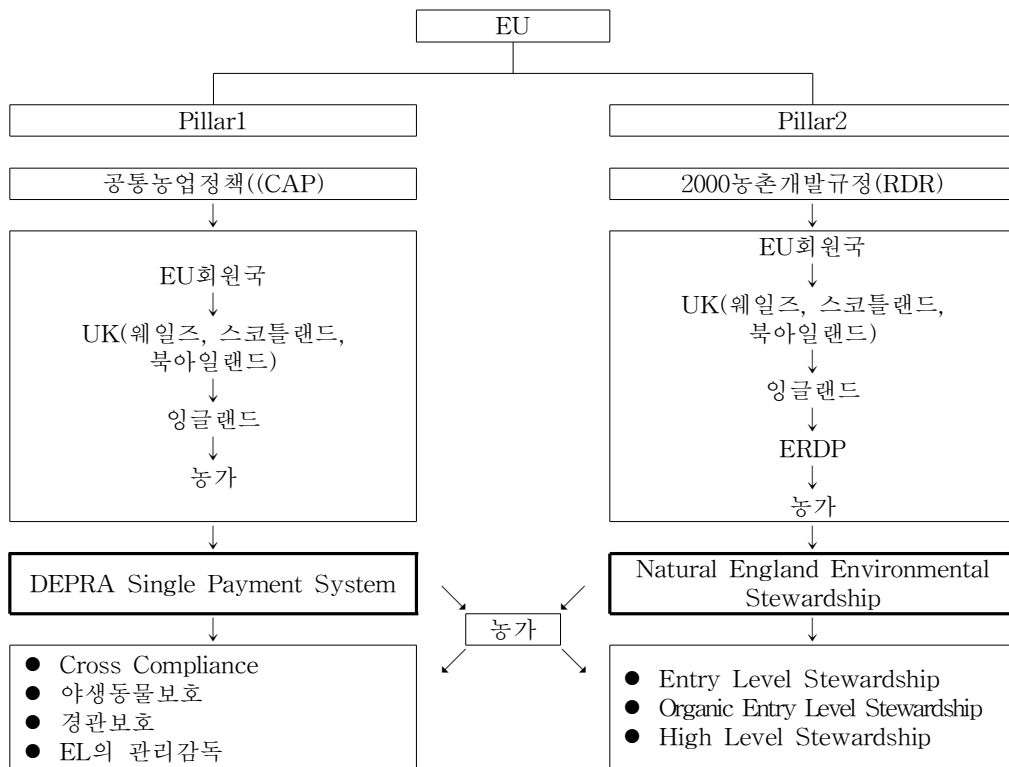 EU
Pillar1
Pillar2
공통농업정책((CAP)
2000농촌개발규정(RDR)
EU회원국
UK(웨일즈, 스코틀랜드,
북아일랜드)
잉글랜드
농가
EU회원국
UK(웨일즈, 스코틀랜드,
북아일랜드)
잉글랜드
ERDP
농가
DEPRA Single Payment System
Natural England Environmental
Stewardship
농가
● Cross Compliance
● 야생동물보호
● 경관보호
● EL의 관리감독
● Entry Level Stewardship
● Organic Entry Level Stewardship
● High Level Stewardship